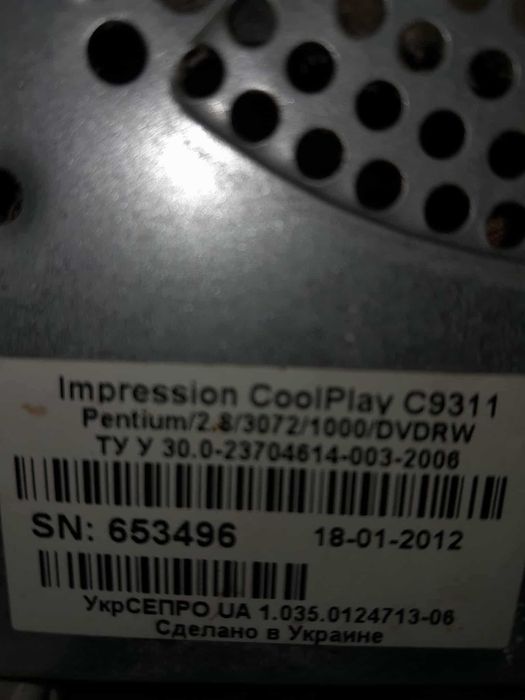 Impression CoolPlay C9311
Pentium/2.8/3072/1000/DVDRW
ТУ У 30.0-23704614-003-2006
SN: 653496 18-01-2012
УкрСЕПРО UA 1.035.0124713-06
Сделано в Украине